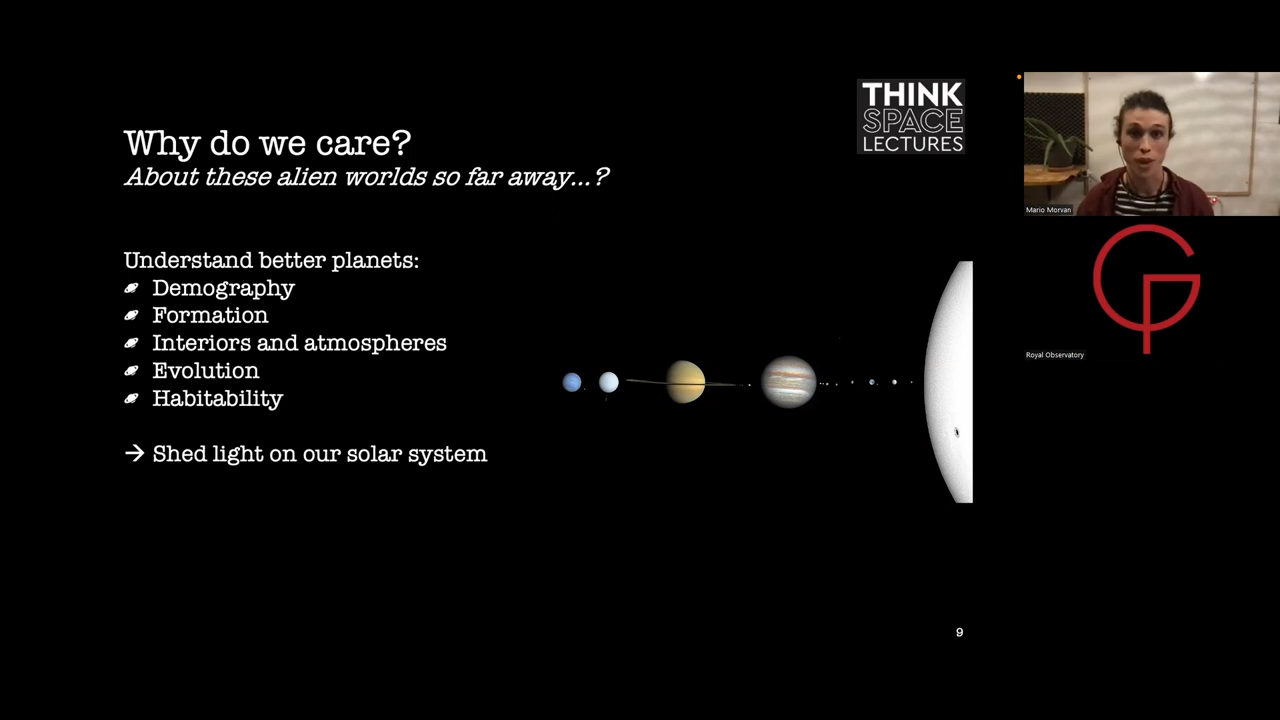 THINK
SPACE
LECTURES
Why do we care?
About these alien worlds so far away...?
Understand better planets:
Demography
Formation
Interiors and atmospheres
Evolution
Habitability
→ Shed light on our solar system
9
Mario Morvan
Royal Observatory